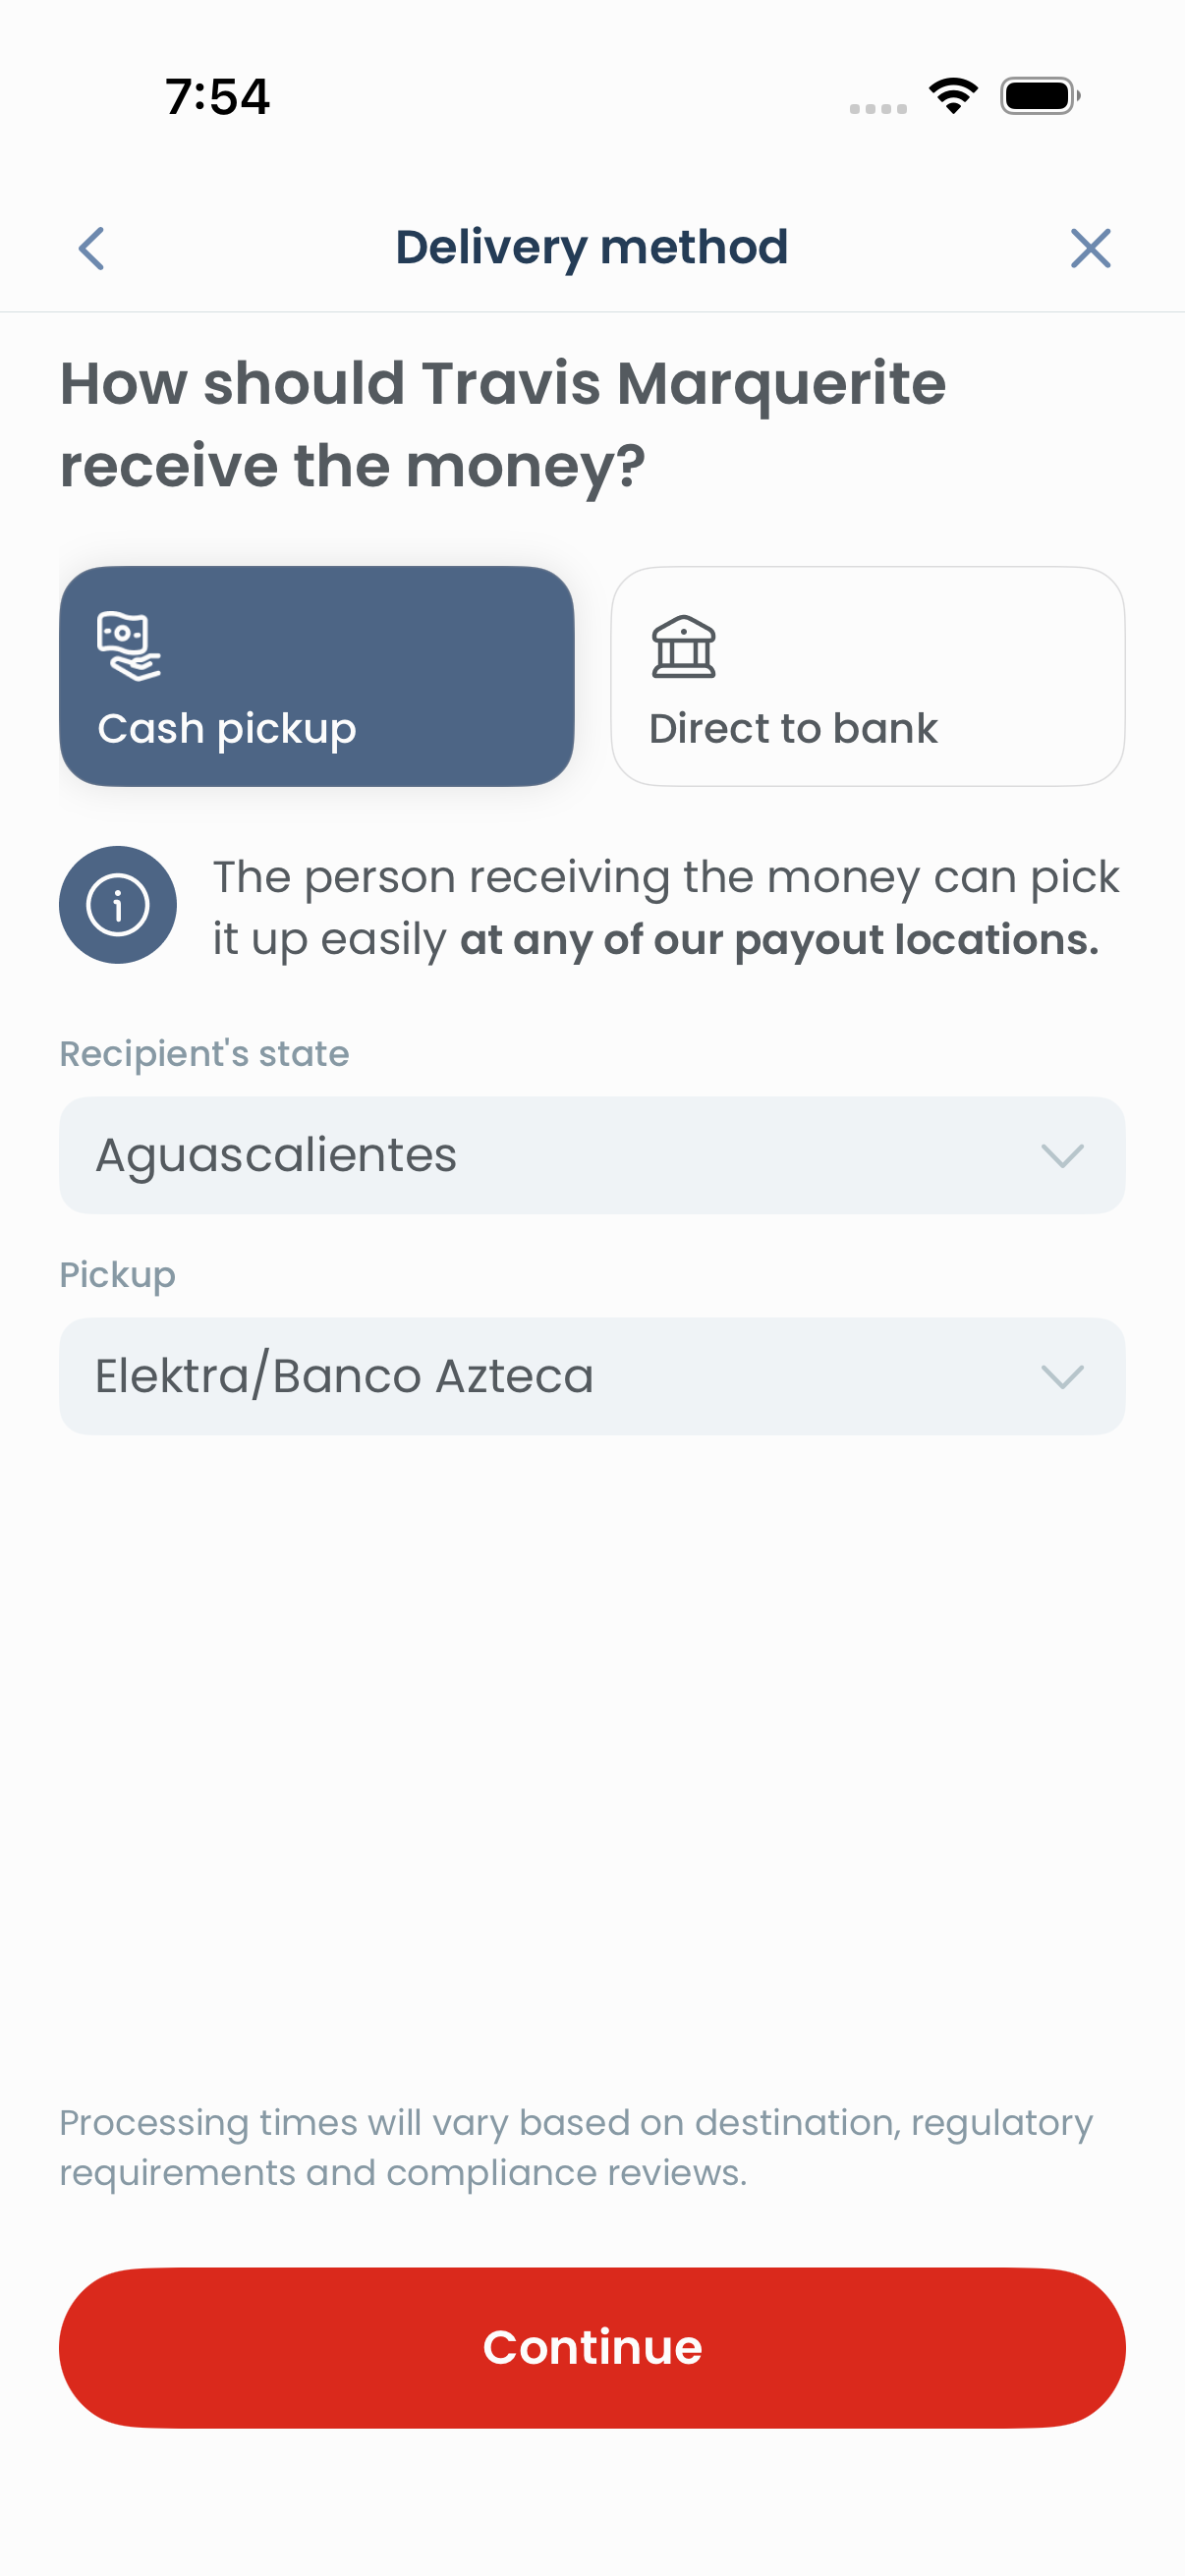 7:54
Delivery method
How should Travis Marquerite
receive the money?
Cash pickup
Direct to bank
The person receiving the money can pick
it up easily at any of our payout locations.
Recipient's state
Aguascalientes
Pickup
Elektra/Banco Azteca
Processing times will vary based on destination, regulatory
requirements and compliance reviews.
Continue